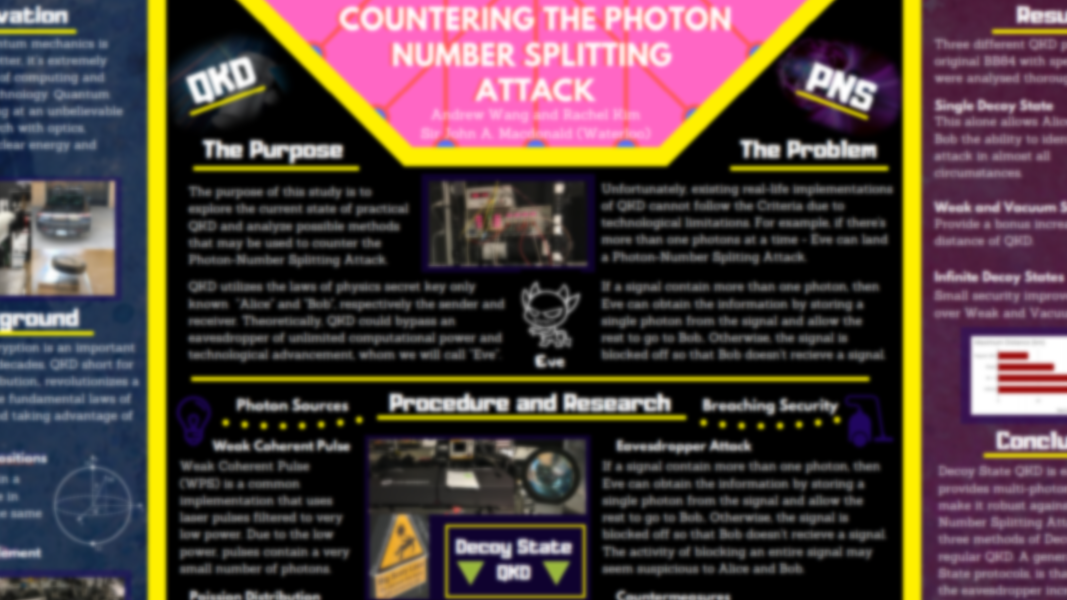 COUNTERING THE PHOTON
NUMBER SPLITTING
ATTACK
Andrew Wang and Rachel Kim
Sir John A. Macdonald (Waterloo)
QKD
PNS
vation
ntum mechanics is
tter, it's extremely
of computing and
hnology. Quantum
g at an unbelievable
ch with optics,
clear energy and
ground
ryption is an important
decades. QKD short for
ibution, revolutionizes a
e fundamental laws of
d taking advantage of
ositions
in a
e in
e same
lement
The Purpose
The purpose of this study is to
explore the current state of practical
QKD and analyze possible methods
that may be used to counter the
Photon-Number Splitting Attack.
QKD utilizes the laws of physics secret key only
known "Alice" and "Bob", respectively the sender and
receiver. Theoretically, QKD could bypass an
eavesdropper of unlimited computational power and
technological advancement, whom we will call "Eve".
Eve
The Problem
Unfortunately, existing real-life implementations
of QKD cannot follow the Criteria due to
technological limitations. For example, if there's
more than one photons at a time - Eve can land
a Photon-Number Spliting Attack.
If a signal contain more than one photon, then
Eve can obtain the information by storing a
single photon from the signal and allow the
rest to go to Bob. Otherwise, the signal is
blocked off so that Bob doesn't recieve a signal.
Procedure and Research
Photon Sources
Weak Coherent Pulse
Weak Coherent Pulse
(WPS) is a common
implementation that uses
laser pulses filtered to very
low power. Due to the low
power, pulses contain a very
small number of photons.
Poission Distribution
Decoy State
QKD
Breaching Security
Eavesdropper Attack
If a signal contain more than one photon, then
Eve can obtain the information by storing a
single photon from the signal and allow the
rest to go to Bob. Otherwise, the signal is
blocked off so that Bob doesn't recieve a signal.
The activity of blocking an entire signal may
seem suspicious to Alice and Bob.
Countermeasures
Resu
Three different QKD p
original BB84 with spe
were analysed thoroug
Single Decoy State
This alone allows Alic
Bob the ability to iden
attack in almost all
circumstances.
Weak and Vacuum S
Provide a bonus increa
distance of QKD.
Infinite Decoy States
Small security improv
over Weak and Vacuu
Conclu
Decoy State QKD is e
provides multi-photon
make it robust agains
Number Splitting Att
three methods of Dec
regular QKD. A gener
State protocols, is tha
the eavesdropper inc